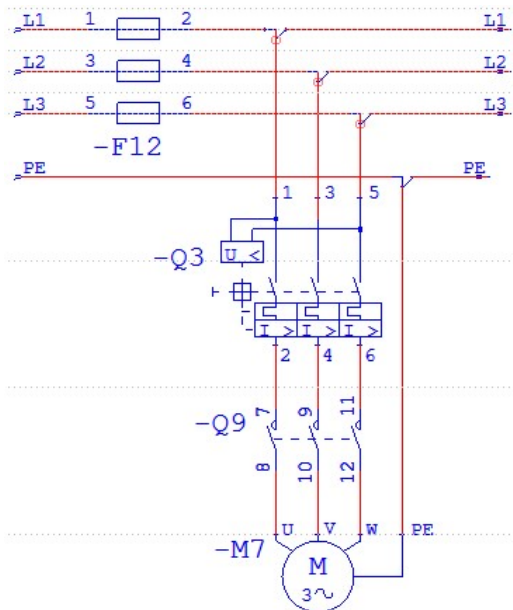 L1 1 2 L1
L2 3 4 L2
L3 5 6 L3
-F12
PE PE
1 3 5
-Q3 U <
I > I > I >
2 4 6
7 9 11
-Q9
8 10 12
U V W PE
-M7
M
3~